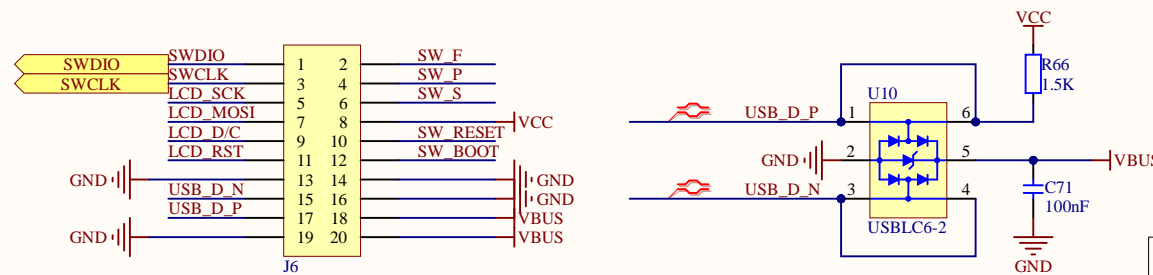 SWDIO SWDIO 1 2 SW_F
SWCLK SWCLK 3 4 SW_P
LCD_SCK 5 6 SW_S
LCD_MOSI 7 8 VCC
LCD_D/C 9 10 SW_RESET
LCD_RST 11 12 SW_BOOT
GND 13 14 GND
USB_D_N 15 16 GND
USB_D_P 17 18 VBUS
GND 19 20 VBUS
J6
VCC
R66
1.5K
U10
USB_D_P 1 6
GND 2 5 VBUS
USB_D_N 3 4
C71
100nF
USBLC6-2
GND